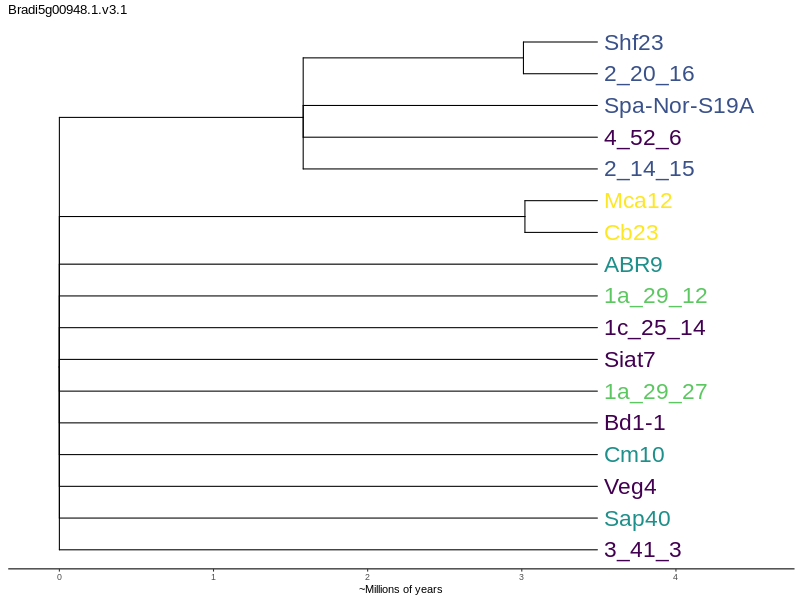 Bradi5g00948.1.v3.1
Shf23
2_20_16
Spa-Nor-S19A
4_52_6
2_14_15
Mca12
Cb23
ABR9
1a_29_12
1c_25_14
Siat7
1a_29_27
Bd1-1
Cm10
Veg4
Sap40
3_41_3
0 1 2 3 4
~Millions of years